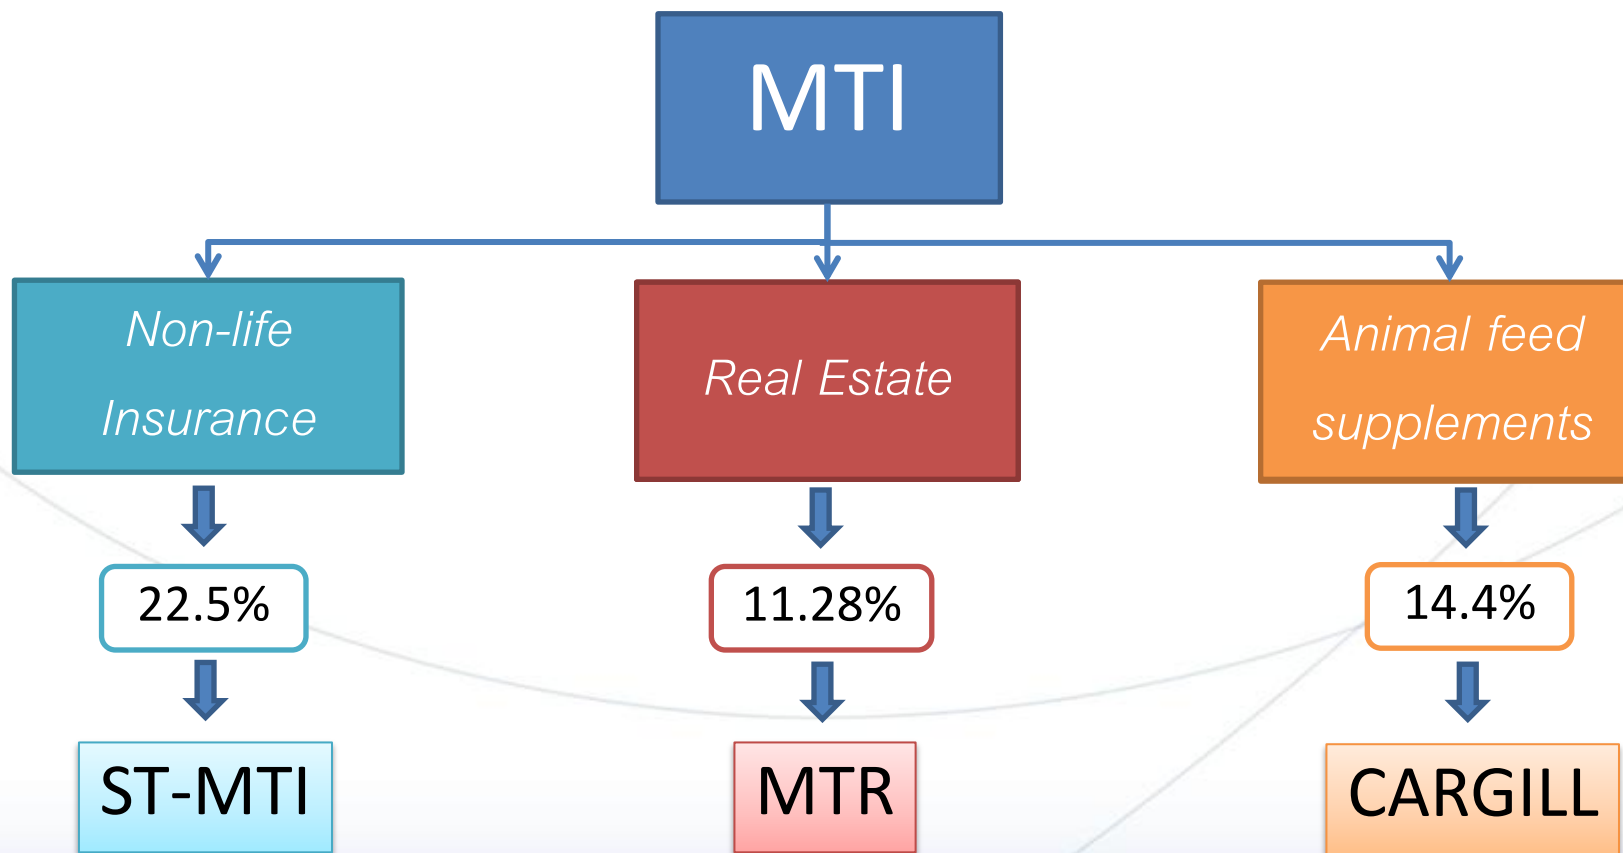 MTI
Non-life
Insurance
Real Estate
Animal feed
supplements
22.5%
11.28%
14.4%
ST-MTI
MTR
CARGILL